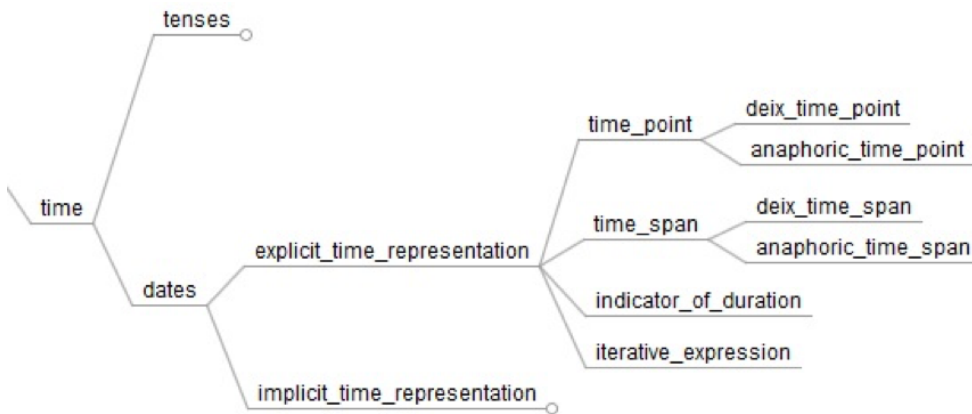 tenses
deix_time_point
time_point
anaphoric_time_point
deix_time_span
time
time_span
explicit_time_representation
anaphoric_time_span
dates
indicator_of_duration
iterative_expression
implicit_time_representation